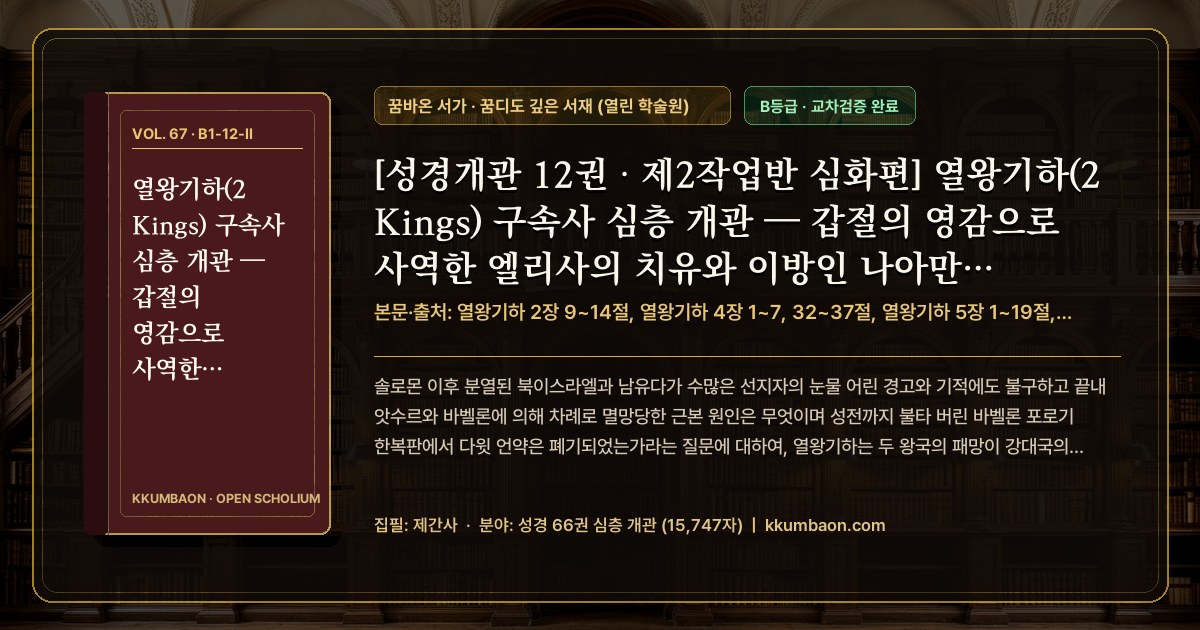 VOL. 67 · B1-12-II
열왕기하(2
Kings) 구속사
심층 개관 —
갑절의
영감으로
사역한…
KKUMBAON · OPEN SCHOLIUM
꿈바온 서가 · 꿈디도 깊은 서재 (열린 학술원)
B등급 · 교차검증 완료
[성경개관 12권 · 제2작업반 심화편] 열왕기하(2
Kings) 구속사 심층 개관 — 갑절의 영감으로
사역한 엘리사의 치유와 이방인 나아만…
본문·출처: 열왕기하 2장 9~14절, 열왕기하 4장 1~7, 32~37절, 열왕기하 5장 1~19절,...
솔로몬 이후 분열된 북이스라엘과 남유다가 수많은 선지자의 눈물 어린 경고와 기적에도 불구하고 끝내
앗수르와 바벨론에 의해 차례로 멸망당한 근본 원인은 무엇이며 성전까지 불타 버린 바벨론 포로기
한복판에서 다윗 언약은 폐기되었는가라는 질문에 대하여, 열왕기하는 두 왕국의 패망이 강대국의...
집필: 제간사 · 분야: 성경 66권 심층 개관 (15,747자) | kkumbaon.com